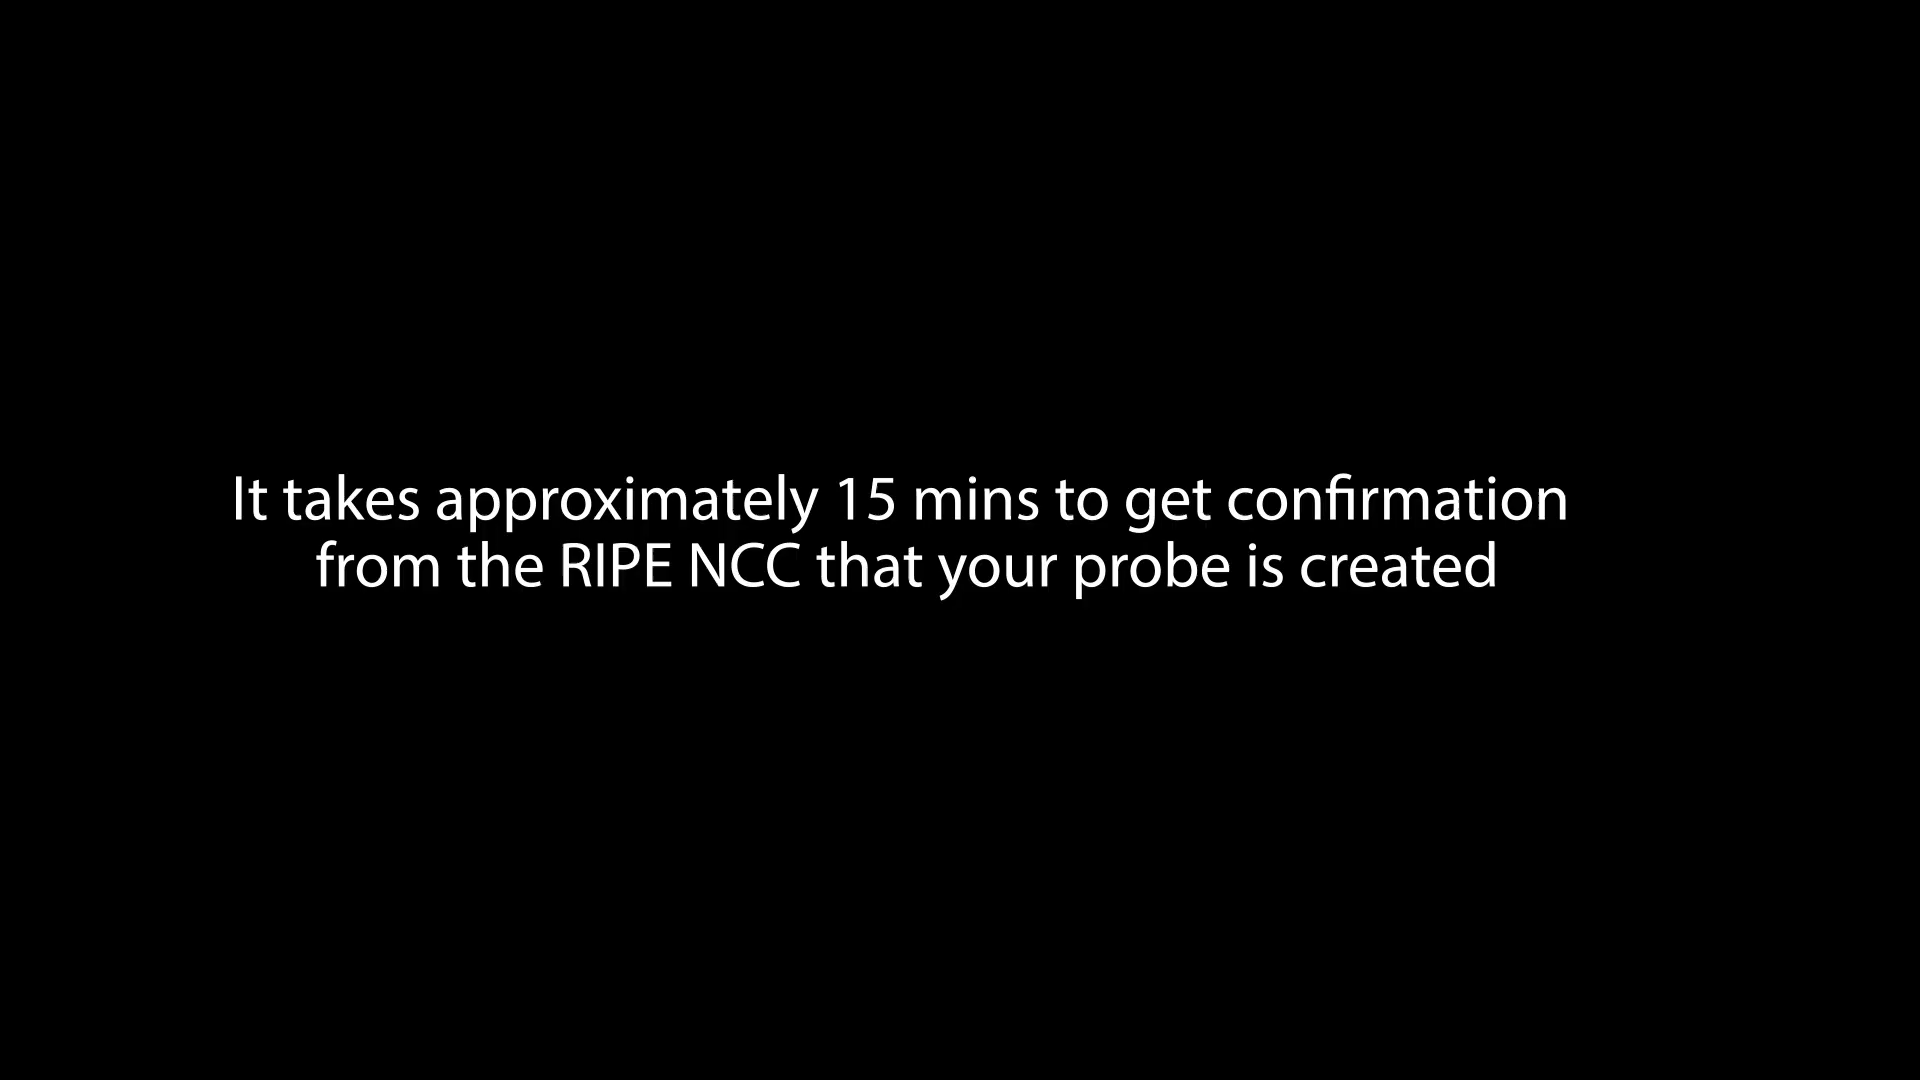 It takes approximately 15 mins to get confirmation
from the RIPE NCC that your probe is created